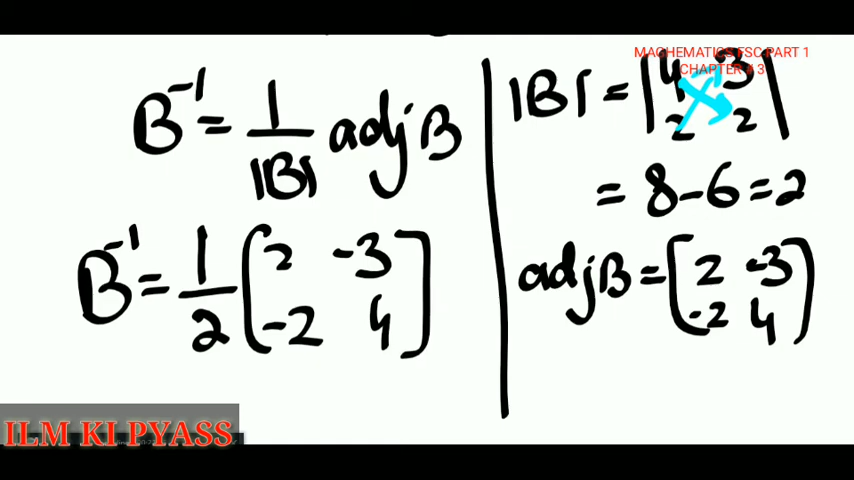 MAGHEMATICS FSC PART 1
CHAPTER # 3
B⁻¹ = 1/|B| adj B
B⁻¹ = 1/2 [2 -3
-2 4]
|B| = |4 3
2 2|
= 8 - 6 = 2
adj B = [2 -3
-2 4]
ILM KI PYASS